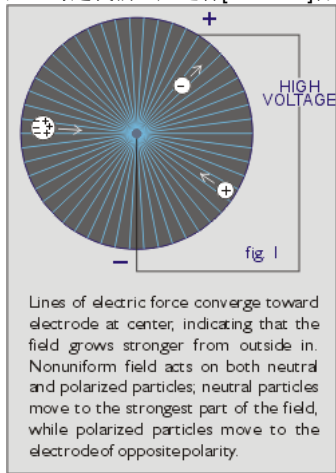 +
HIGH
VOLTAGE
−
+
−
fig. 1
Lines of electric force converge toward
electrode at center, indicating that the
field grows stronger from outside in.
Nonuniform field acts on both neutral
and polarized particles; neutral particles
move to the strongest part of the field,
while polarized particles move to the
electrode of opposite polarity.